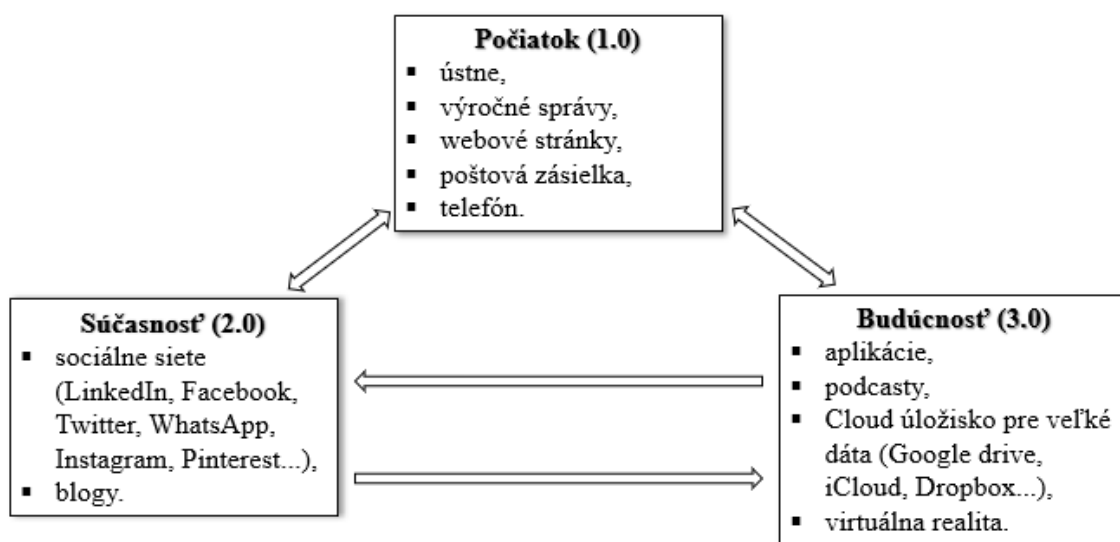 Počiatok (1.0)
▪ ústne,
▪ výročné správy,
▪ webové stránky,
▪ poštová zásielka,
▪ telefón.
Súčasnosť (2.0)
▪ sociálne siete
(LinkedIn, Facebook,
Twitter, WhatsApp,
Instagram, Pinterest...),
▪ blogy.
Budúcnosť (3.0)
▪ aplikácie,
▪ podcasty,
▪ Cloud úložisko pre veľké
dáta (Google drive,
iCloud, Dropbox...),
▪ virtuálna realita.